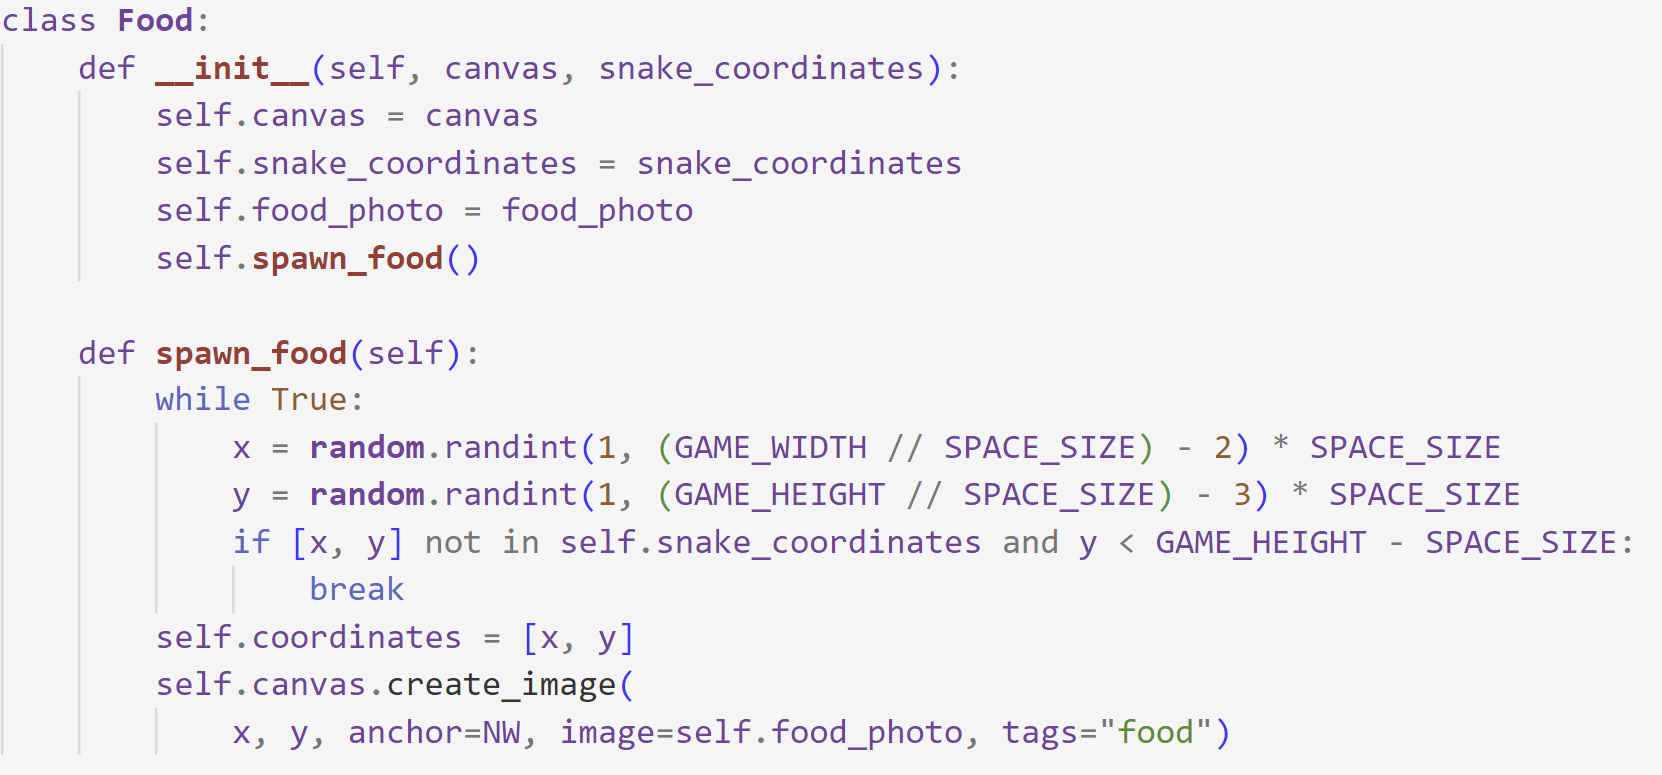 class Food:
    def __init__(self, canvas, snake_coordinates):
        self.canvas = canvas
        self.snake_coordinates = snake_coordinates
        self.food_photo = food_photo
        self.spawn_food()

    def spawn_food(self):
        while True:
            x = random.randint(1, (GAME_WIDTH // SPACE_SIZE) - 2) * SPACE_SIZE
            y = random.randint(1, (GAME_HEIGHT // SPACE_SIZE) - 3) * SPACE_SIZE
            if [x, y] not in self.snake_coordinates and y < GAME_HEIGHT - SPACE_SIZE:
                break
        self.coordinates = [x, y]
        self.canvas.create_image(
            x, y, anchor=NW, image=self.food_photo, tags="food")